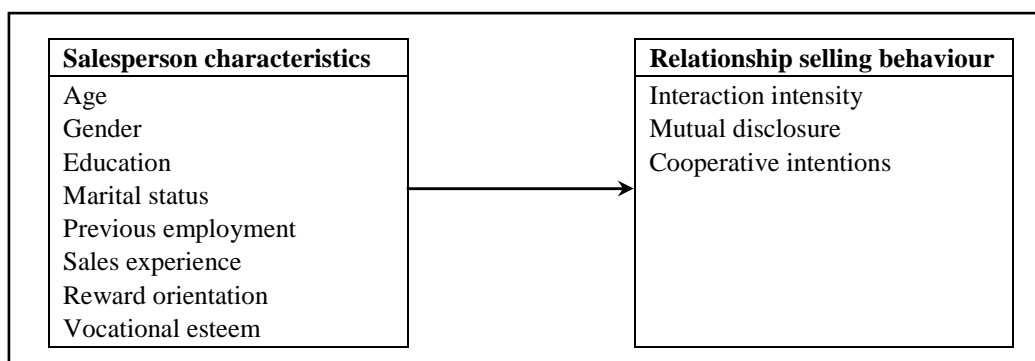 Salesperson characteristics
Age
Gender
Education
Marital status
Previous employment
Sales experience
Reward orientation
Vocational esteem
Relationship selling behaviour
Interaction intensity
Mutual disclosure
Cooperative intentions